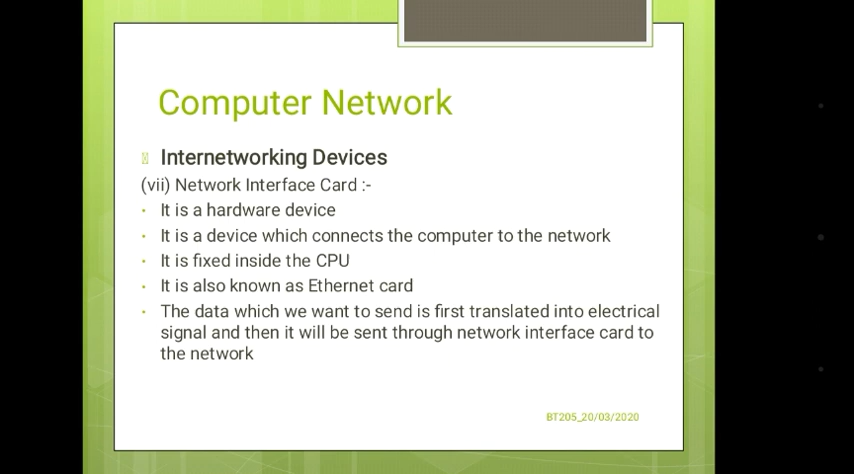 Computer Network
Internetworking Devices
(vii) Network Interface Card :-
• It is a hardware device
• It is a device which connects the computer to the network
• It is fixed inside the CPU
• It is also known as Ethernet card
• The data which we want to send is first translated into electrical
signal and then it will be sent through network interface card to
the network
BT205_20/03/2020